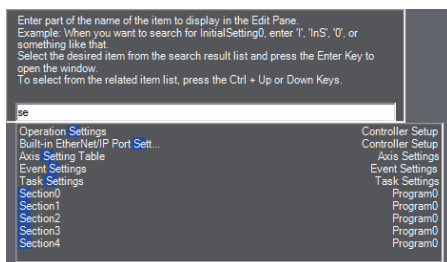 Enter part of the name of the item to display in the Edit Pane.
Example: When you want to search for InitialSetting0, enter 'I', 'InS', '0', or
something like that.
Select the desired item from the search result list and press the Enter Key to
open the window.
To select from the related item list, press the Ctrl + Up or Down Keys.
se
Operation Settings Controller Setup
Built-in EtherNet/IP Port Sett... Controller Setup
Axis Setting Table Axis Settings
Event Settings Event Settings
Task Settings Task Settings
Section0 Program0
Section1 Program0
Section2 Program0
Section3 Program0
Section4 Program0